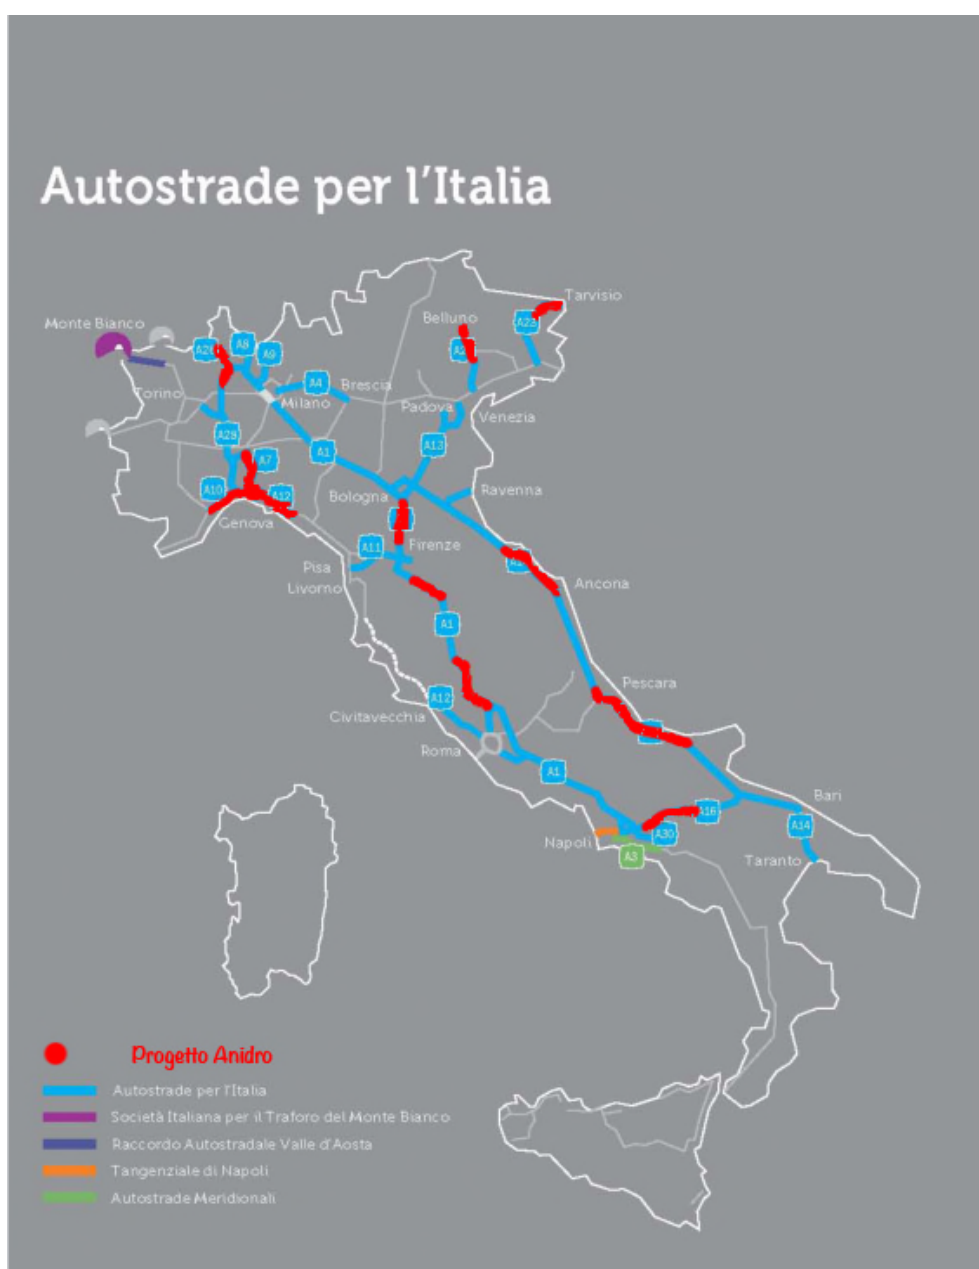 Autostrade per l'Italia
Tarvisio
Monte Bianco
Belluno
A23
A8
A9
A4
Brescia
Torino
Milano
Padova
Venezia
A13
A1
A7
A10
A12
Bologna
Ravenna
Genova
Firenze
A11
Pisa
Livorno
Ancona
A1
Pescara
A12
Civitavecchia
Roma
A1
Bari
A16
A14
Napoli
A30
A3
Taranto
Progetto Anidro
Autostrade per l'Italia
Società Italiana per il Traforo del Monte Bianco
Raccordo Autostradale Valle d'Aosta
Tangenziale di Napoli
Autostrade Meridionali